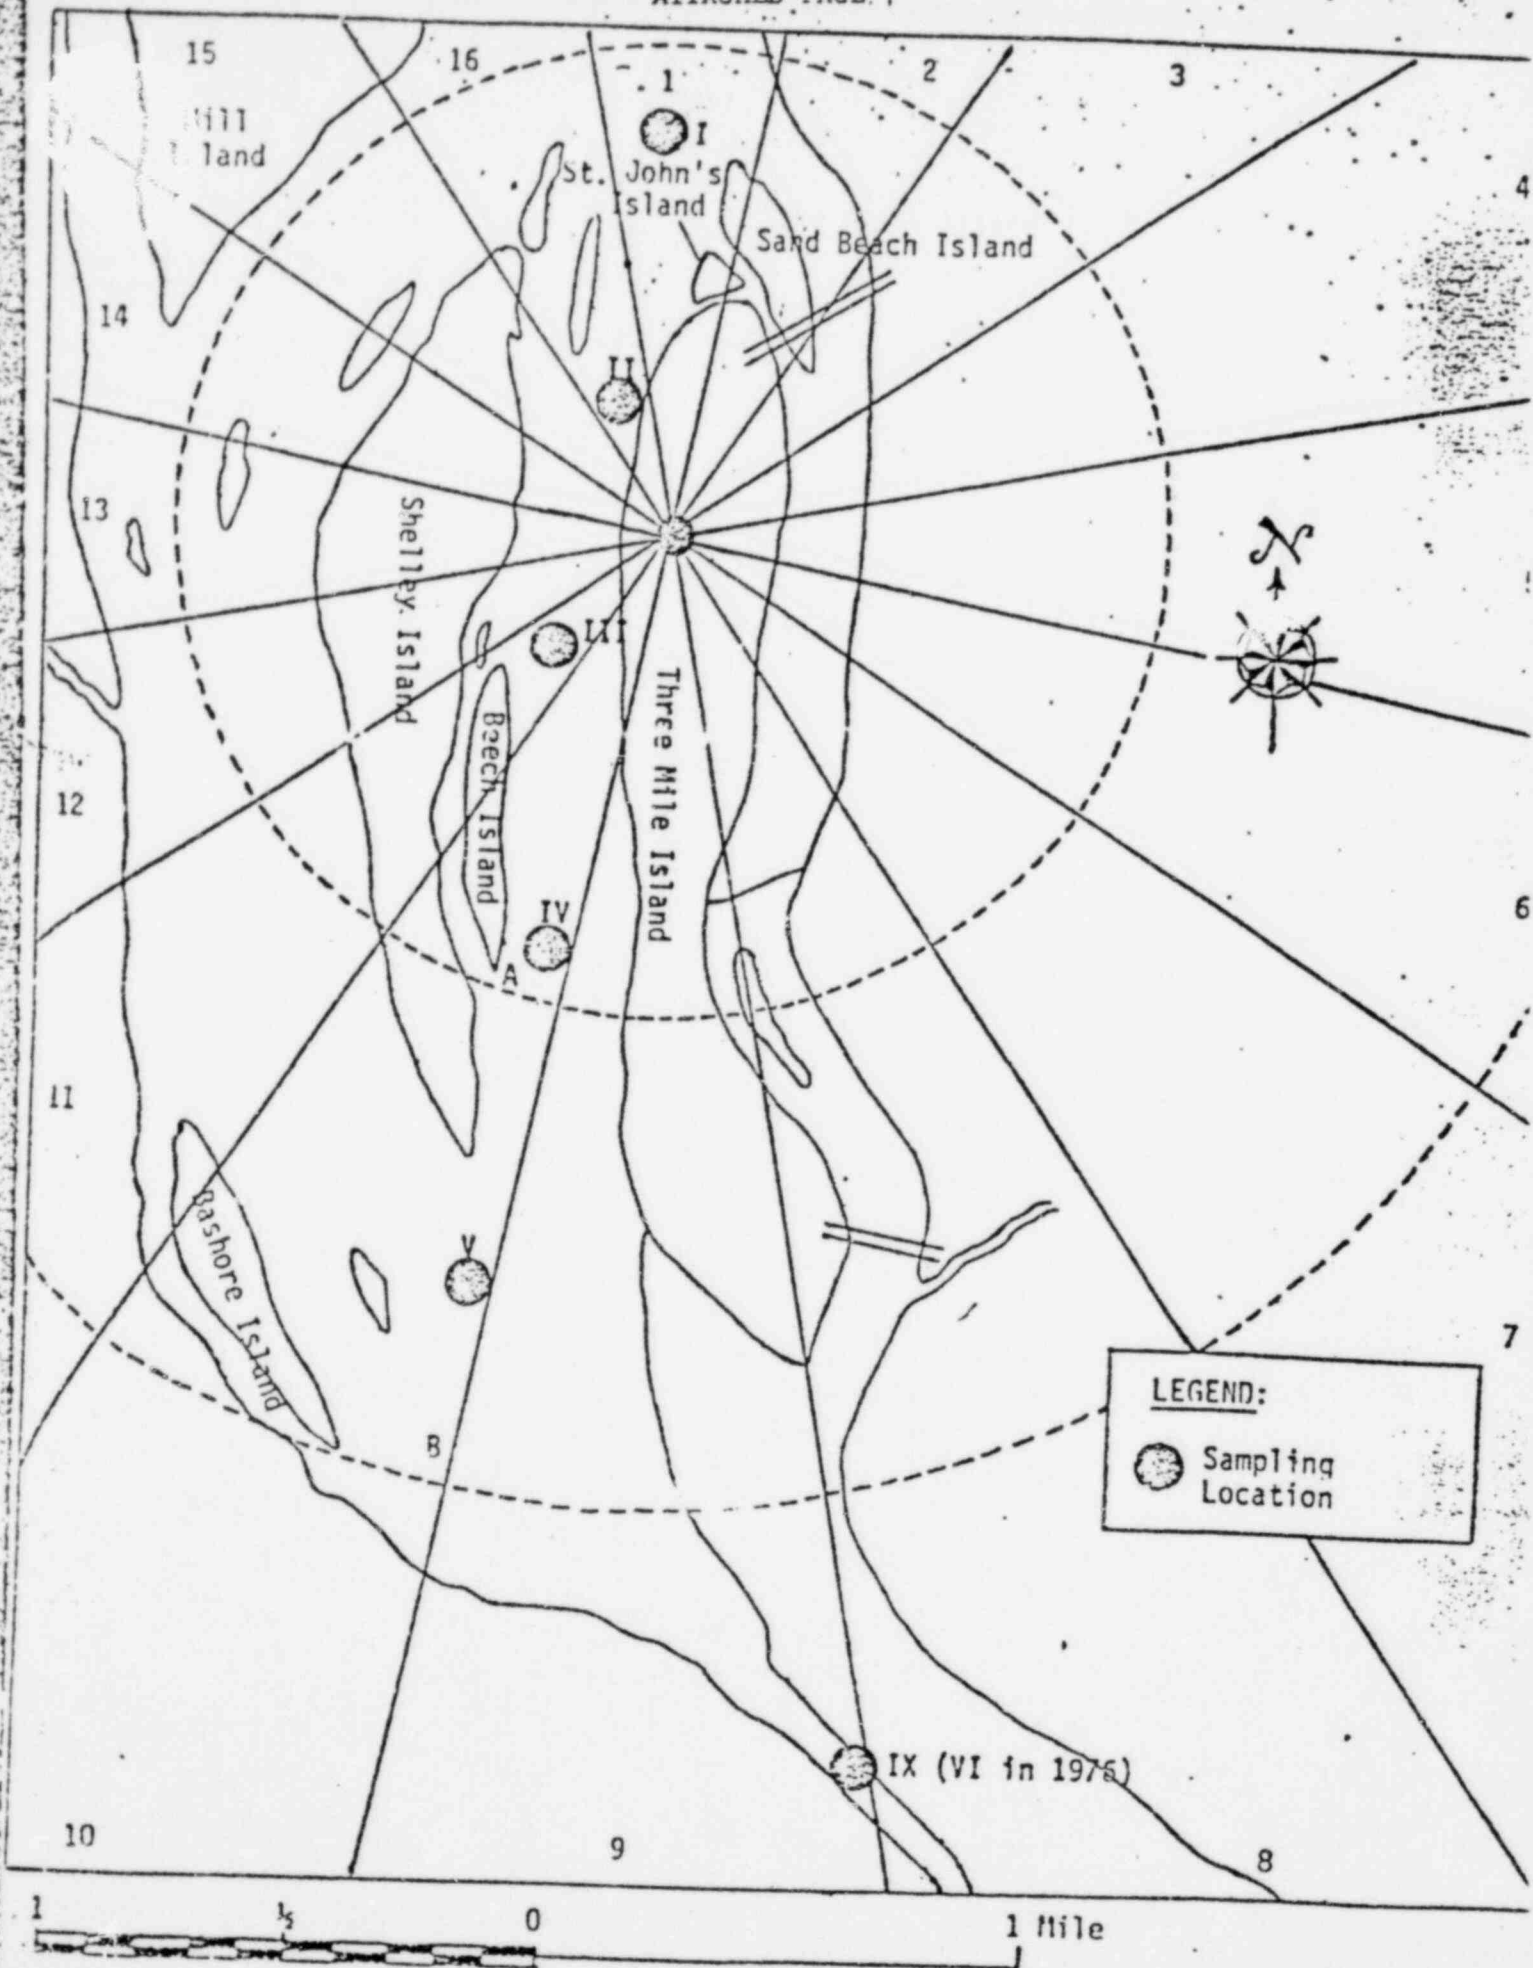 15
16
1
2
3
I
St. John's
Island
4
land
Sand Beach Island
14
II
13
Shelley Island
N
III
Three Mile Island
Beech Island
12
IV
A
6
11
V
Bashore Island
7
B
LEGEND:
Sampling
Location
IX (VI in 1976)
10
9
8
1
½
0
1 Mile